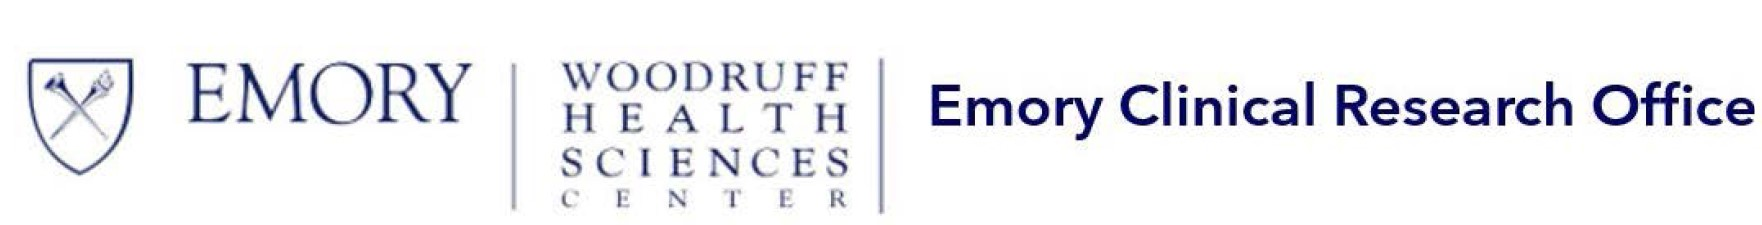 EMORY
WOODRUFF
HEALTH
SCIENCES
CENTER
Emory Clinical Research Office